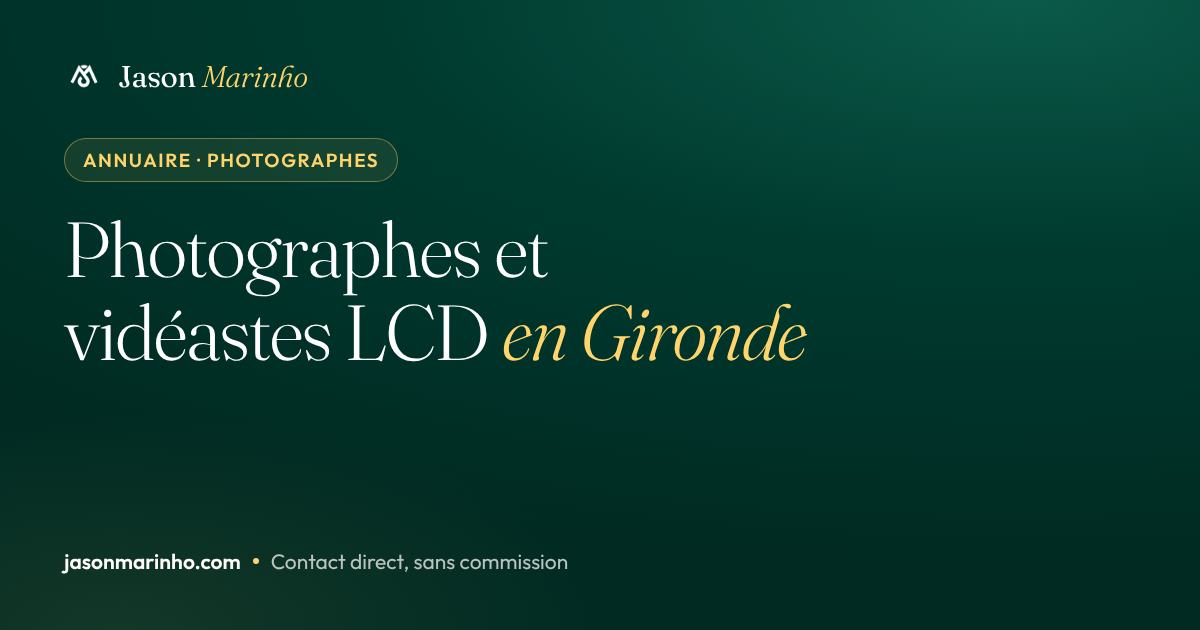 Jason Marinho
ANNUAIRE · PHOTOGRAPHES
Photographes et
vidéastes LCD en Gironde
jasonmarinho.com • Contact direct, sans commission